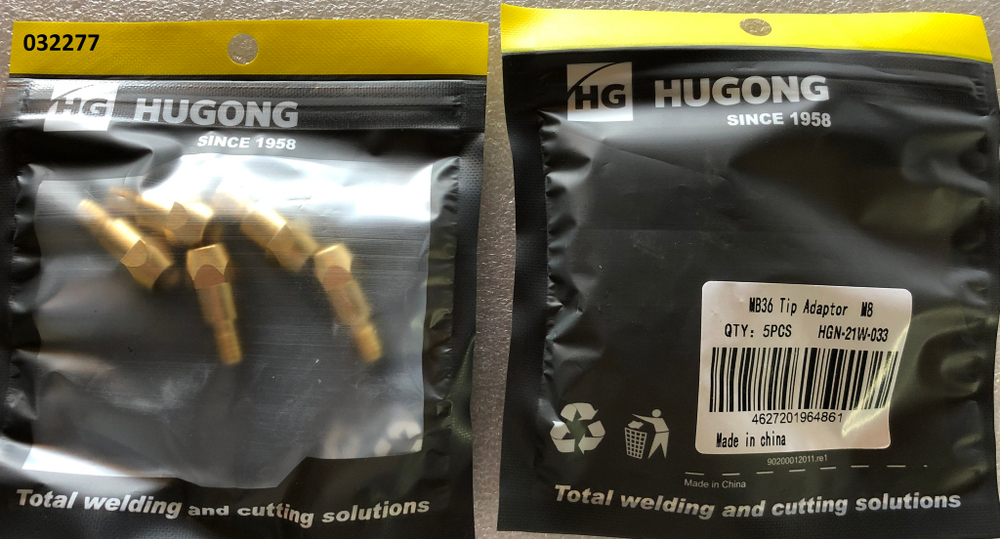 032277
HG HUGONG
SINCE 1958
Total welding and cutting solutions
HG HUGONG
SINCE 1958
MB36 Tip Adaptor M8
QTY: 5PCS HGN-21W-033
4627201964861
Made in china
90200012011.re1
Made in China
Total welding and cutting solutions